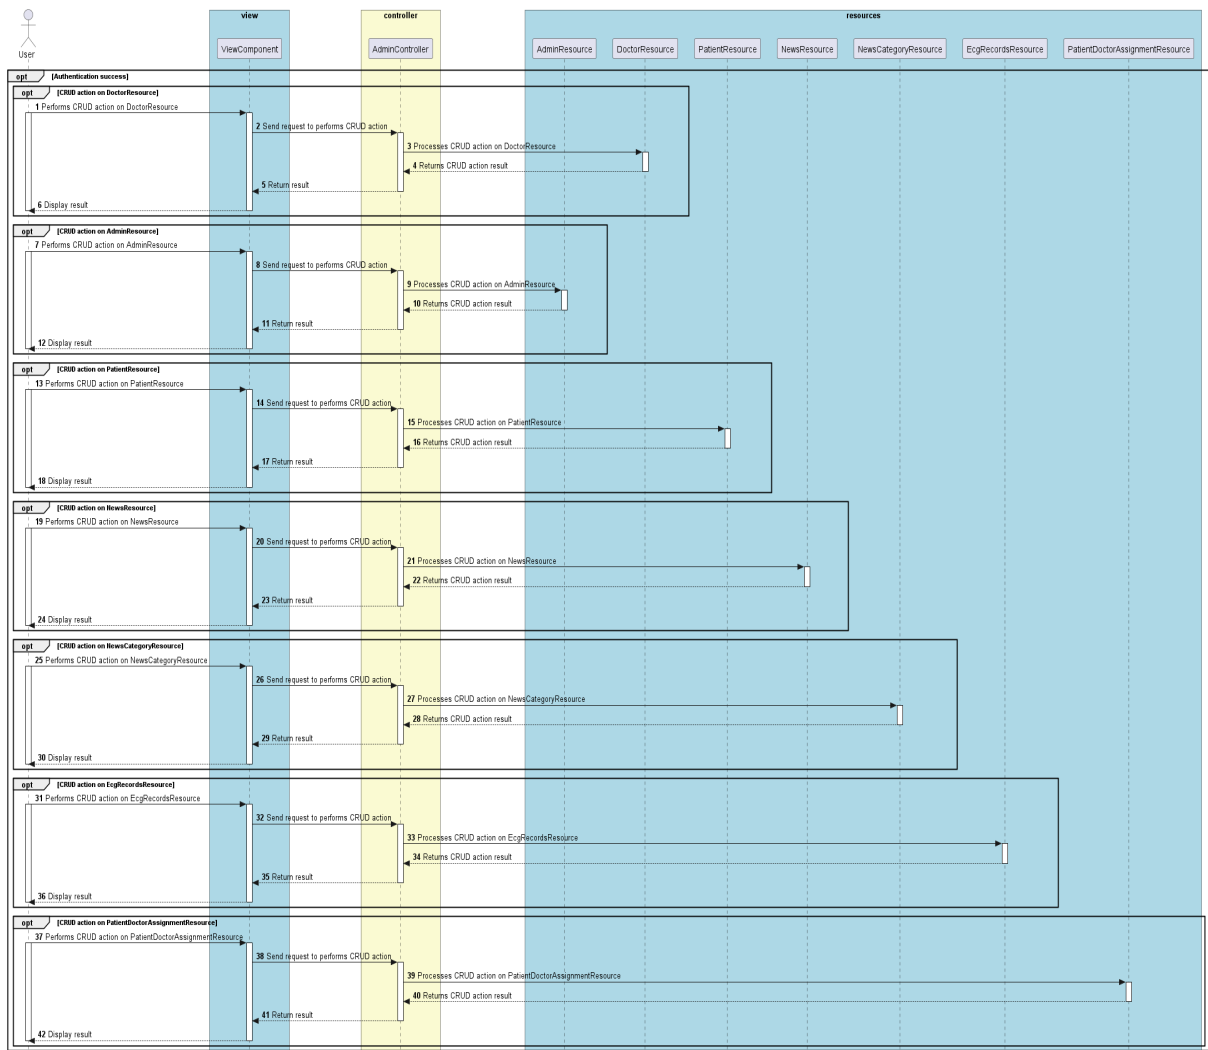 view
controller
resources
User
ViewComponent
AdminController
AdminResource
DoctorResource
PatientResource
NewsResource
NewsCategoryResource
EcgRecordsResource
PatientDoctorAssignmentResource
opt [Authentication success]
opt [CRUD action on DoctorResource]
1 Performs CRUD action on DoctorResource
2 Send request to performs CRUD action
3 Processes CRUD action on DoctorResource
4 Returns CRUD action result
5 Return result
6 Display result
opt [CRUD action on AdminResource]
7 Performs CRUD action on AdminResource
8 Send request to performs CRUD action
9 Processes CRUD action on AdminResource
10 Returns CRUD action result
11 Return result
12 Display result
opt [CRUD action on PatientResource]
13 Performs CRUD action on PatientResource
14 Send request to performs CRUD action
15 Processes CRUD action on PatientResource
16 Returns CRUD action result
17 Return result
18 Display result
opt [CRUD action on NewsResource]
19 Performs CRUD action on NewsResource
20 Send request to performs CRUD action
21 Processes CRUD action on NewsResource
22 Returns CRUD action result
23 Return result
24 Display result
opt [CRUD action on NewsCategoryResource]
25 Performs CRUD action on NewsCategoryResource
26 Send request to performs CRUD action
27 Processes CRUD action on NewsCategoryResource
28 Returns CRUD action result
29 Return result
30 Display result
opt [CRUD action on EcgRecordsResource]
31 Performs CRUD action on EcgRecordsResource
32 Send request to performs CRUD action
33 Processes CRUD action on EcgRecordsResource
34 Returns CRUD action result
35 Return result
36 Display result
opt [CRUD action on PatientDoctorAssignmentResource]
37 Performs CRUD action on PatientDoctorAssignmentResource
38 Send request to performs CRUD action
39 Processes CRUD action on PatientDoctorAssignmentResource
40 Returns CRUD action result
41 Return result
42 Display result